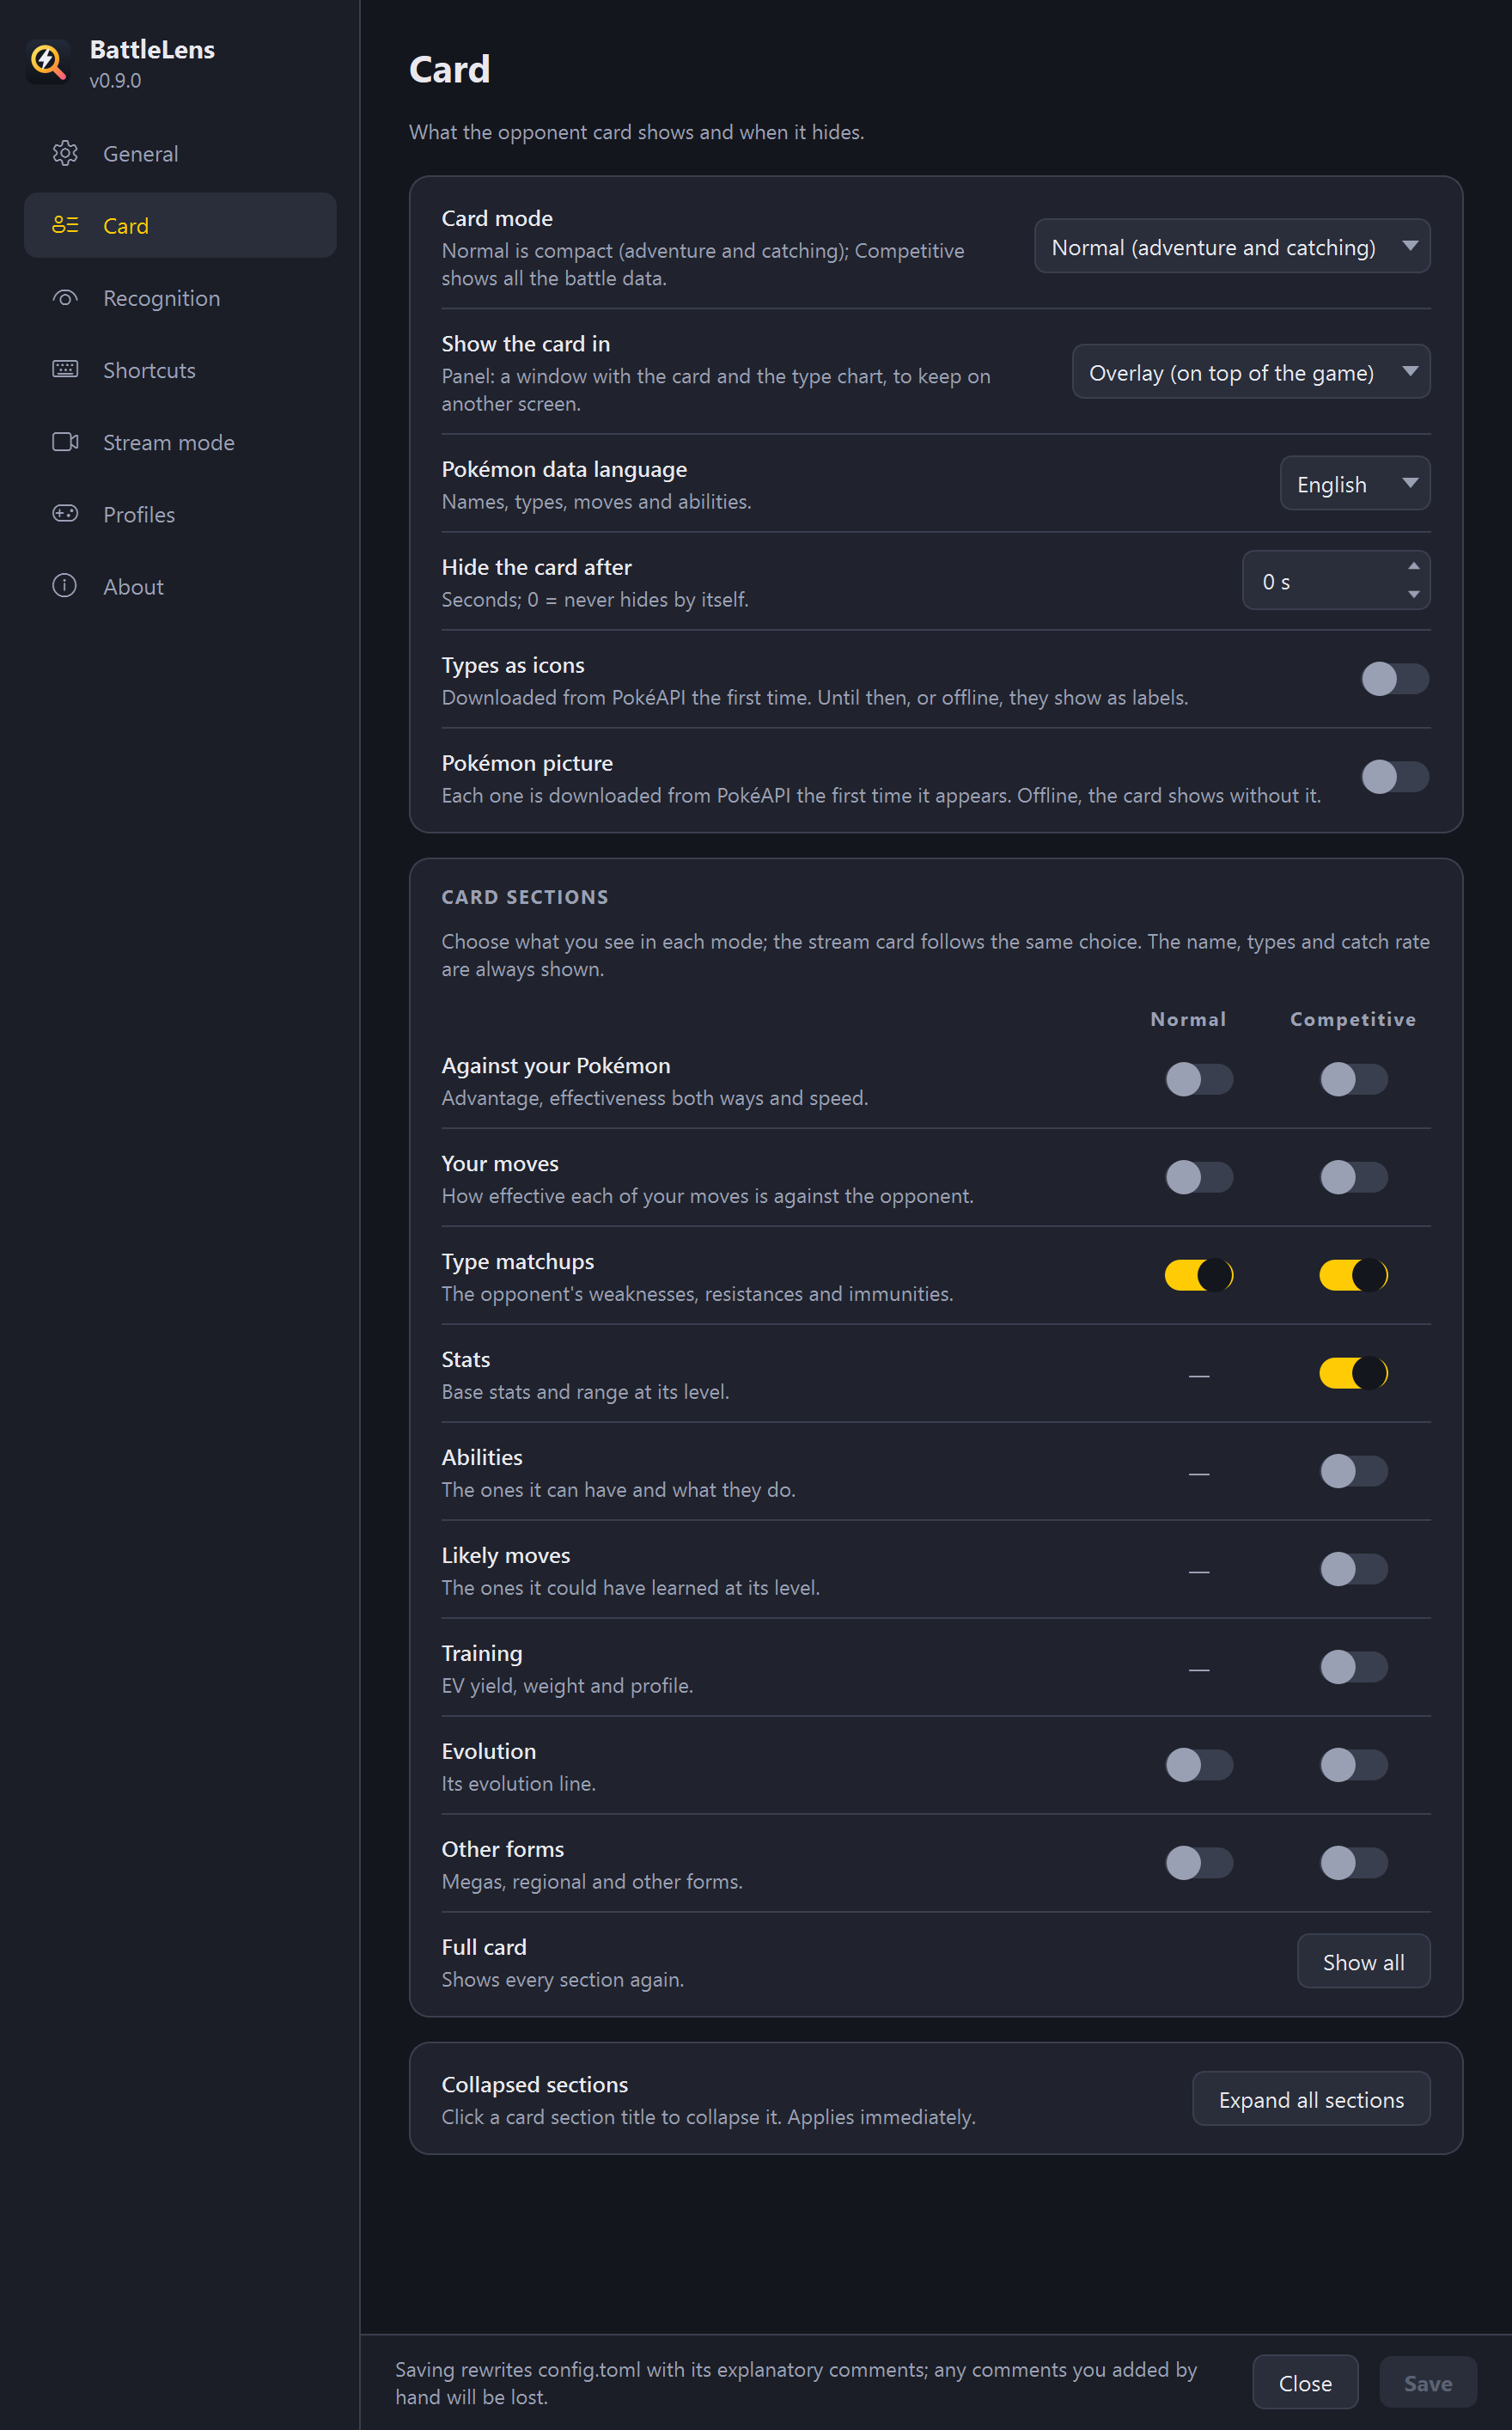 BattleLens
v0.9.0
General
Card
Recognition
Shortcuts
Stream mode
Profiles
About
Card
What the opponent card shows and when it hides.
Card mode
Normal is compact (adventure and catching); Competitive
shows all the battle data.
Normal (adventure and catching)
Show the card in
Panel: a window with the card and the type chart, to keep on
another screen.
Overlay (on top of the game)
Pokémon data language
Names, types, moves and abilities.
English
Hide the card after
Seconds; 0 = never hides by itself.
0 s
Types as icons
Downloaded from PokéAPI the first time. Until then, or offline, they show as labels.
Pokémon picture
Each one is downloaded from PokéAPI the first time it appears. Offline, the card shows without it.
CARD SECTIONS
Choose what you see in each mode; the stream card follows the same choice. The name, types and catch rate
are always shown.
Normal Competitive
Against your Pokémon
Advantage, effectiveness both ways and speed.
Your moves
How effective each of your moves is against the opponent.
Type matchups
The opponent's weaknesses, resistances and immunities.
Stats
Base stats and range at its level.
—
Abilities
The ones it can have and what they do.
—
Likely moves
The ones it could have learned at its level.
—
Training
EV yield, weight and profile.
—
Evolution
Its evolution line.
Other forms
Megas, regional and other forms.
Full card
Shows every section again.
Show all
Collapsed sections
Click a card section title to collapse it. Applies immediately.
Expand all sections
Saving rewrites config.toml with its explanatory comments; any comments you added by
hand will be lost.
Close
Save